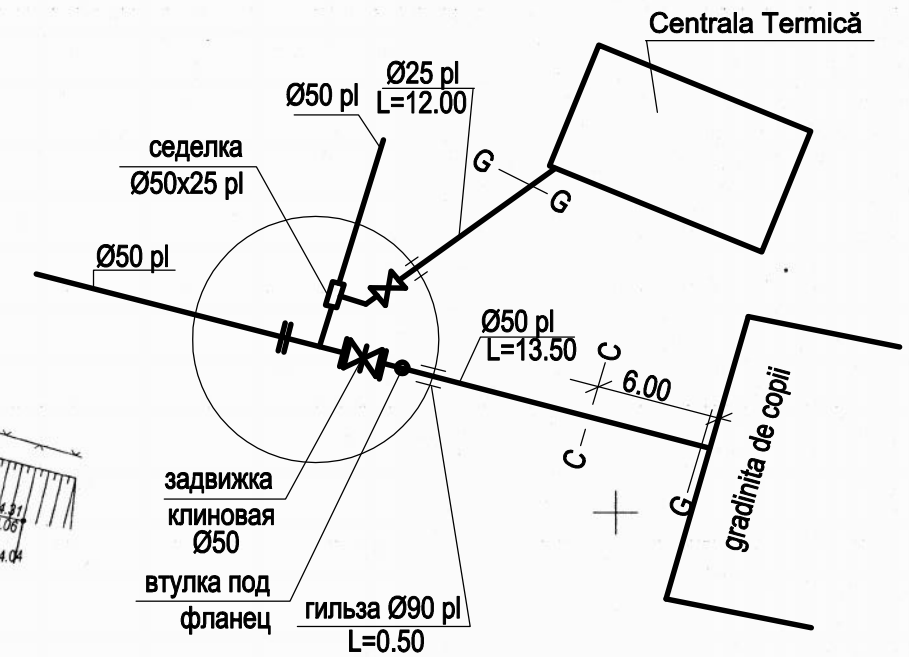 Centrala Termică
Ø25 pl
L=12.00
Ø50 pl
седелка
Ø50x25 pl
G
G
Ø50 pl
Ø50 pl
L=13.50
C
6.00
C
G
gradinita de copii
задвижка
клиновая
Ø50
втулка под
фланец
гильза Ø90 pl
L=0.50